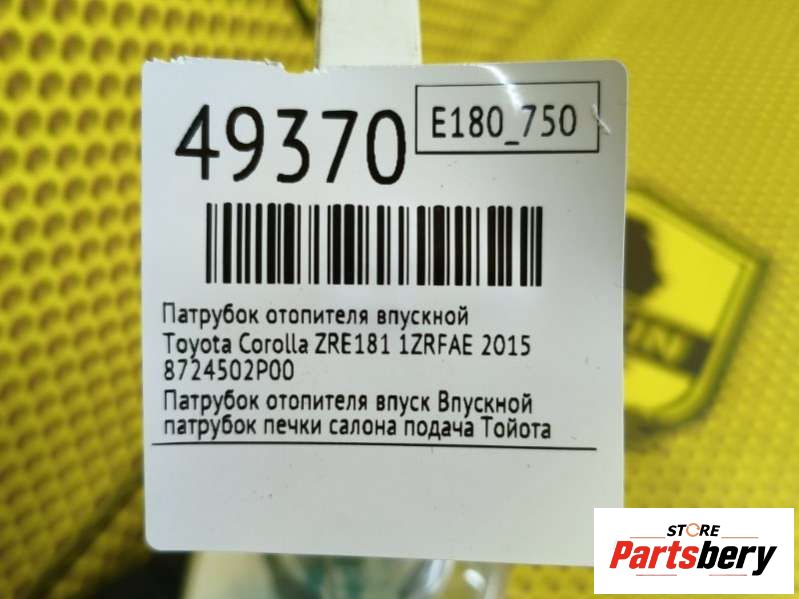 49370
E180_750
Патрубок отопителя впускной
Toyota Corolla ZRE181 1ZRFAE 2015
8724502P00
Патрубок отопителя впуск Впускной
патрубок печки салона подача Тойота
STORE
Partsbery